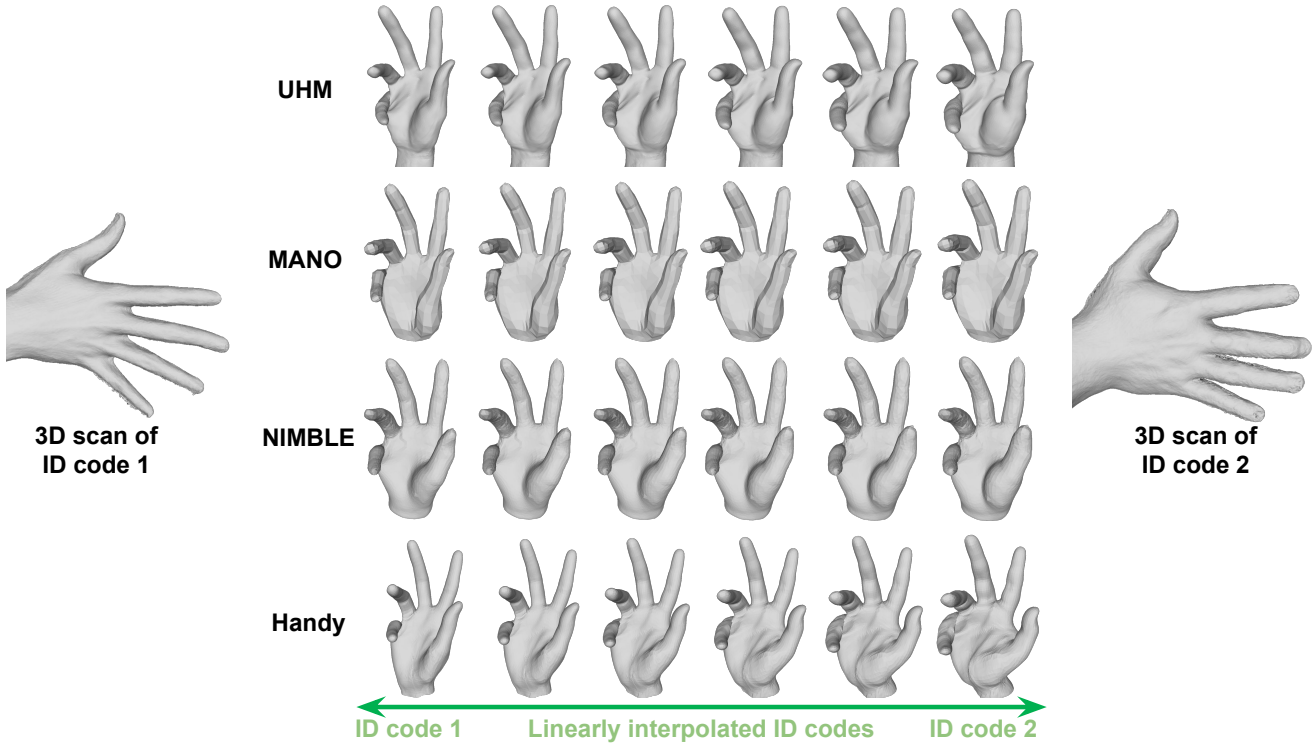 UHM
MANO
3D scan of
ID code 1
NIMBLE
3D scan of
ID code 2
Handy
ID code 1
Linearly interpolated ID codes
ID code 2